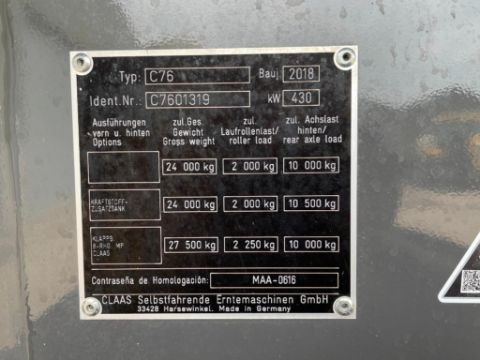 Typ: C76 Bauj. 2018
Ident.Nr.: C7601319 kW 430
Ausführungen zul.Ges. zul. zul. Achslast
vorn u. hinten Gewicht Laufrollenlast/ hinten/
Options Gross weight roller load rear axle load
24 000 kg 2 000 kg 10 000 kg
KRAFTSTOFF-
ZUSATZTANK 24 000 kg 2 000 kg 10 500 kg
KLAPPB.
CLAAS 27 500 kg 2 250 kg 10 000 kg
Contraseña de Homologación: MAA-0616
CLAAS Selbstfahrende Erntemaschinen GmbH
33428 Harsewinkel. Made in Germany